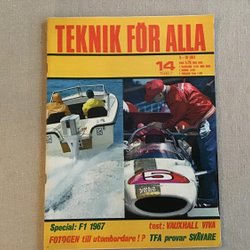 TEKNIK FÖR ALLA
14
5
Special: F1 1967
test: VAUXHALL VIVA
FOTOGEN till utombordare!? TFA provar SVÄVARE